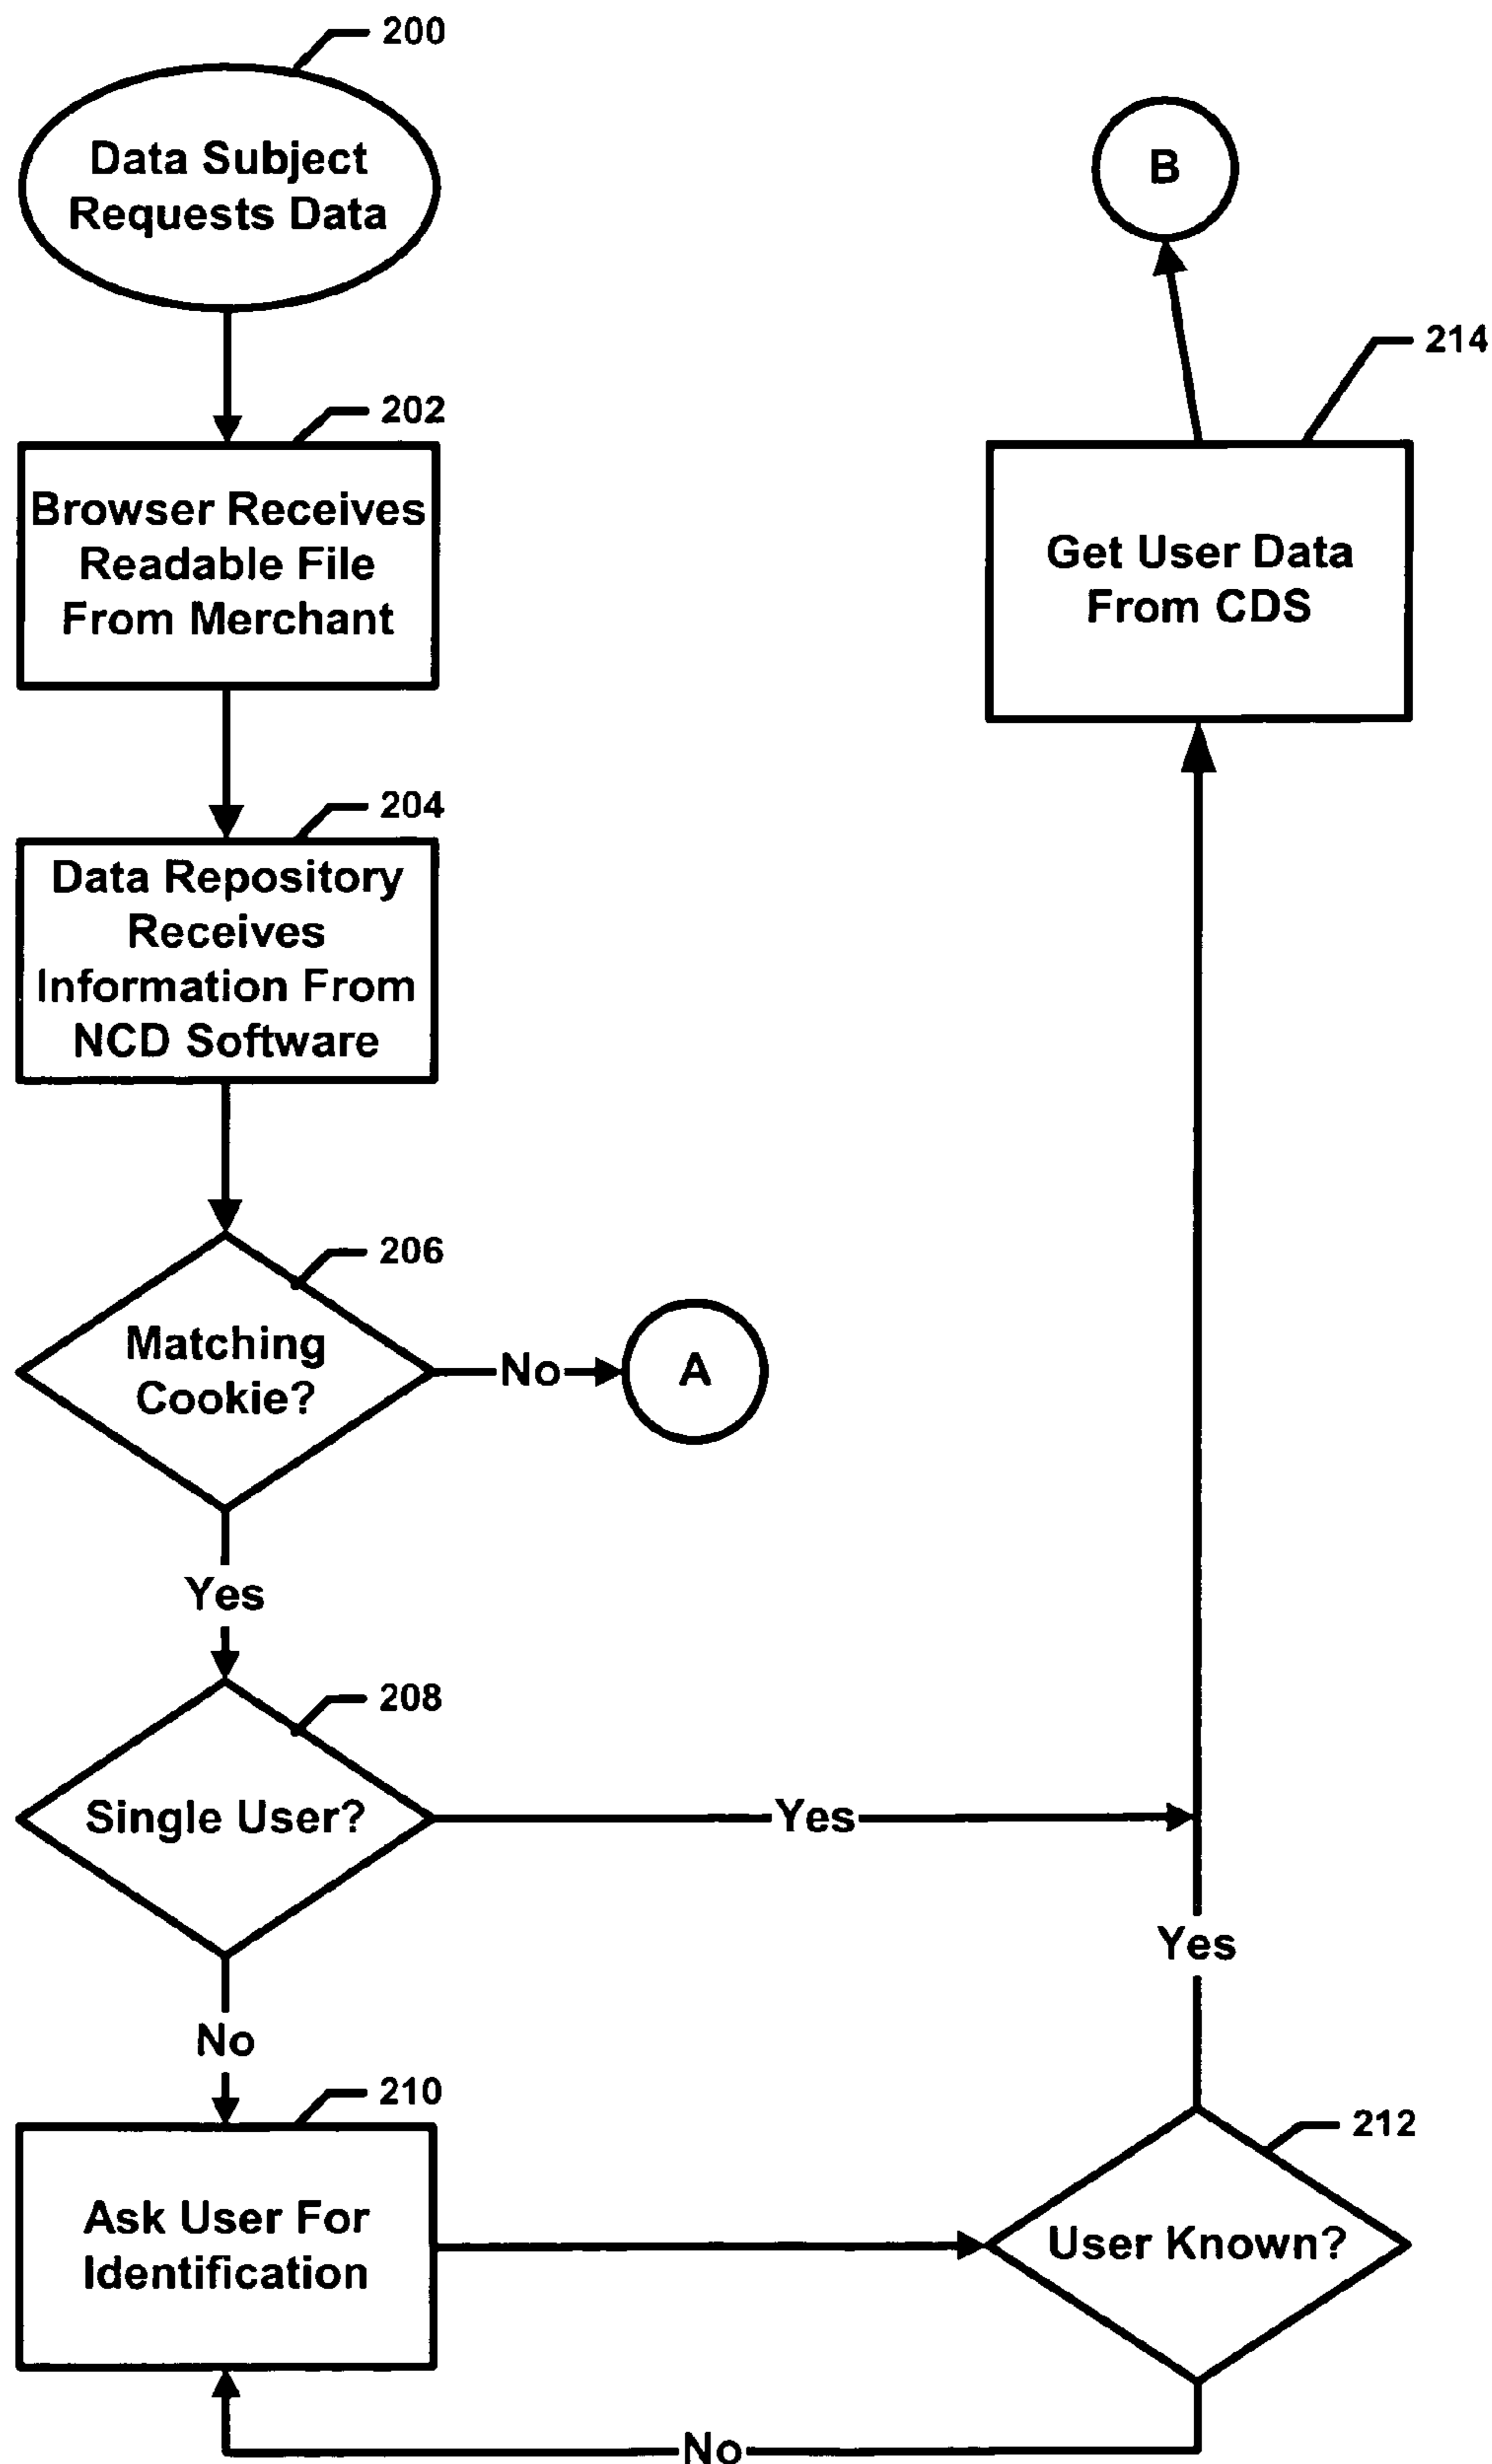 200
Data Subject
Requests Data
202
Browser Receives
Readable File
From Merchant
204
Data Repository
Receives
Information From
NCD Software
206
Matching
Cookie?
No
A
Yes
208
Single User?
Yes
No
210
Ask User For
Identification
212
User Known?
No
Yes
214
Get User Data
From CDS
B